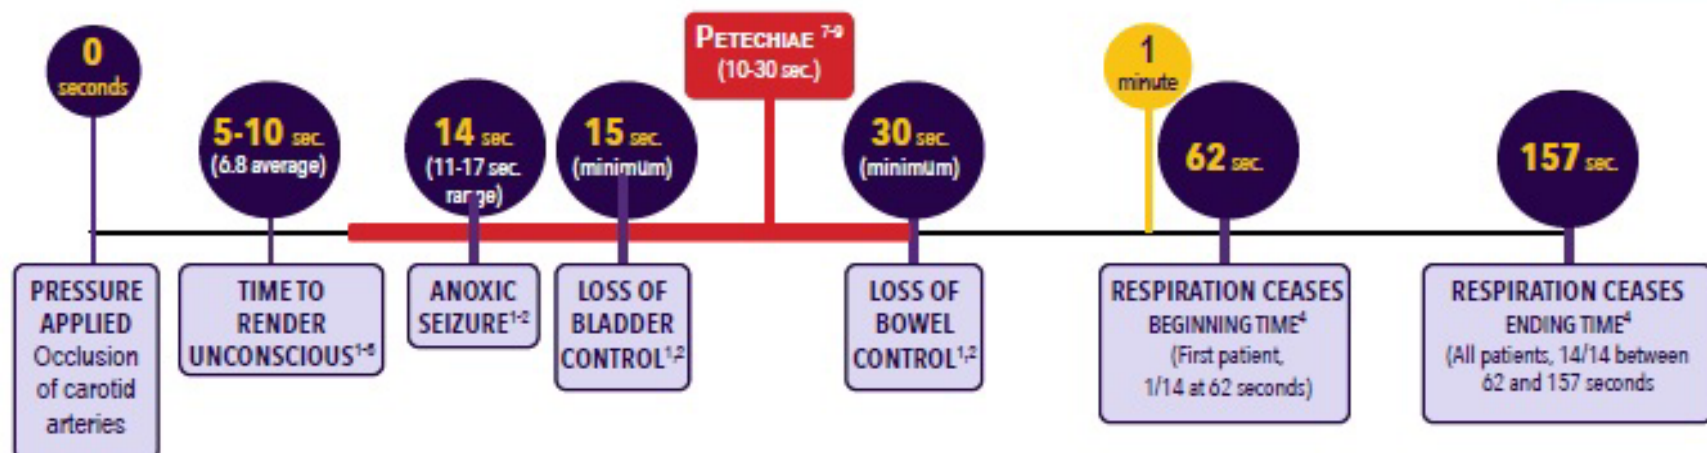 0
seconds
5-10 sec.
(6.8 average)
14 sec.
(11-17 sec.
range)
15 sec.
(minimum)
PETECHIAE 7-9
(10-30 sec.)
30 sec.
(minimum)
1
minute
62 sec.
157 sec.
PRESSURE
APPLIED
Occlusion
of carotid
arteries
TIME TO
RENDER
UNCONSCIOUS1-6
ANOXIC
SEIZURE1-2
LOSS OF
BLADDER
CONTROL1,2
LOSS OF
BOWEL
CONTROL1,2
RESPIRATION CEASES
BEGINNING TIME4
(First patient,
1/14 at 62 seconds)
RESPIRATION CEASES
ENDING TIME4
(All patients, 14/14 between
62 and 157 seconds